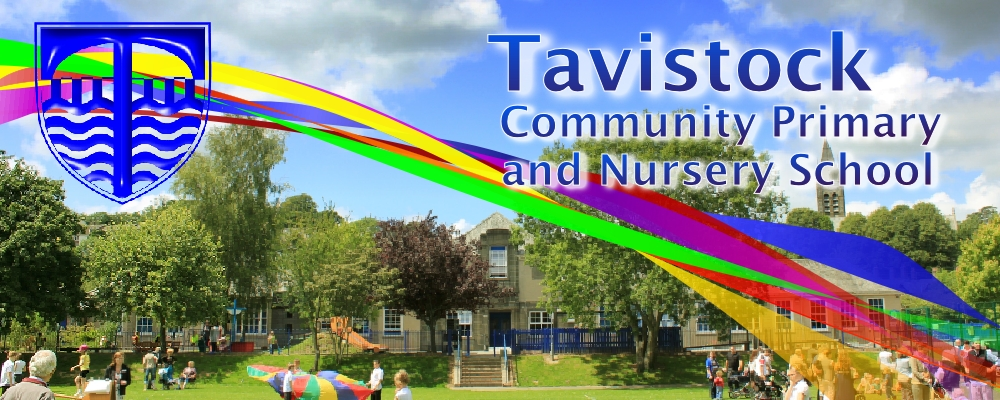 Tavistock
Community Primary
and Nursery School